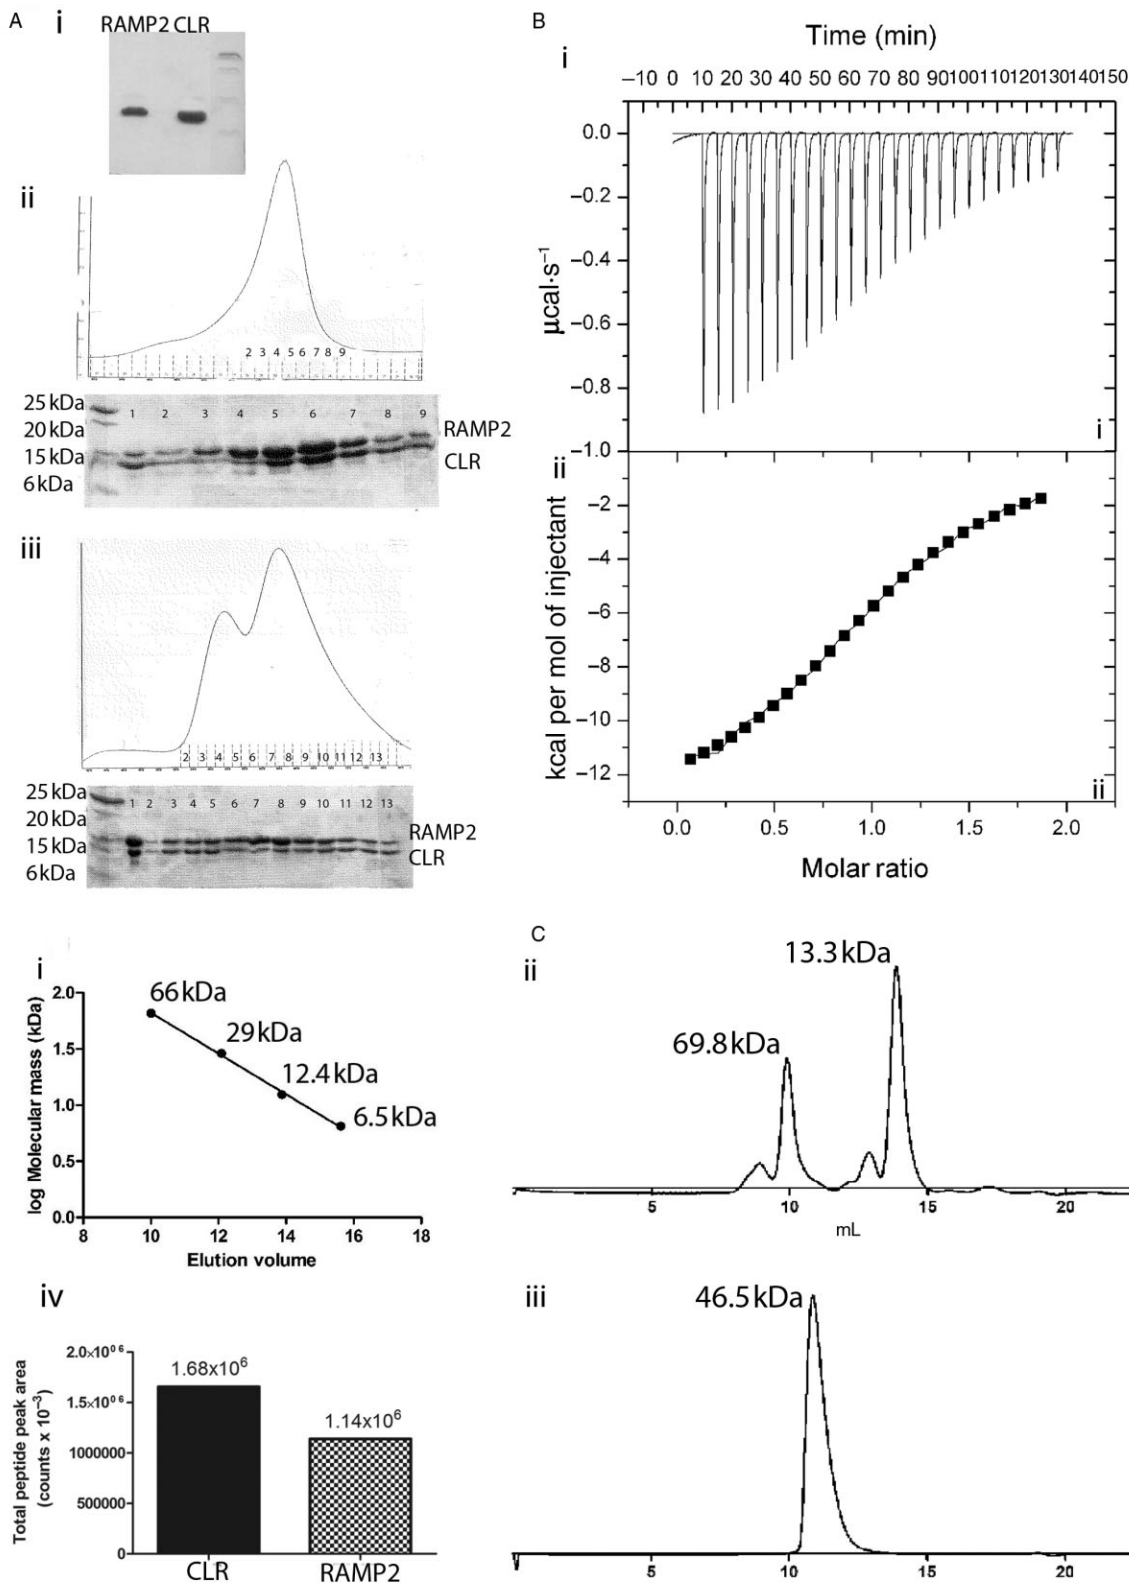 A
i
RAMP2 CLR
ii
2 3 4 5 6 7 8 9
25 kDa
20 kDa
15 kDa
6 kDa
1 2 3 4 5 6 7 8 9
RAMP2
CLR
iii
2 3 4 5 6 7 8 9 10 11 12 13
25 kDa
20 kDa
15 kDa
6 kDa
1 2 3 4 5 6 7 8 9 10 11 12 13
RAMP2
CLR
B
i
Time (min)
−10 0 10 20 30 40 50 60 70 80 90 100 110 120 130 140 150
0.0
−0.2
−0.4
−0.6
−0.8
−1.0
µcal·s⁻¹
i
ii
−2
−4
−6
−8
−10
−12
kcal per mol of injectant
ii
0.0 0.5 1.0 1.5 2.0
Molar ratio
C
i
2.0
1.5
1.0
0.5
0.0
log Molecular mass (kDa)
66 kDa
29 kDa
12.4 kDa
6.5 kDa
8 10 12 14 16 18
Elution volume
ii
13.3 kDa
69.8 kDa
5 10 15 20
mL
iii
46.5 kDa
5 10 15 20
iv
2.0×10⁰⁶
1.5×10⁰⁶
1000000
500000
0
Total peptide peak area
(counts x 10⁻³)
1.68x10⁶
1.14x10⁶
CLR RAMP2